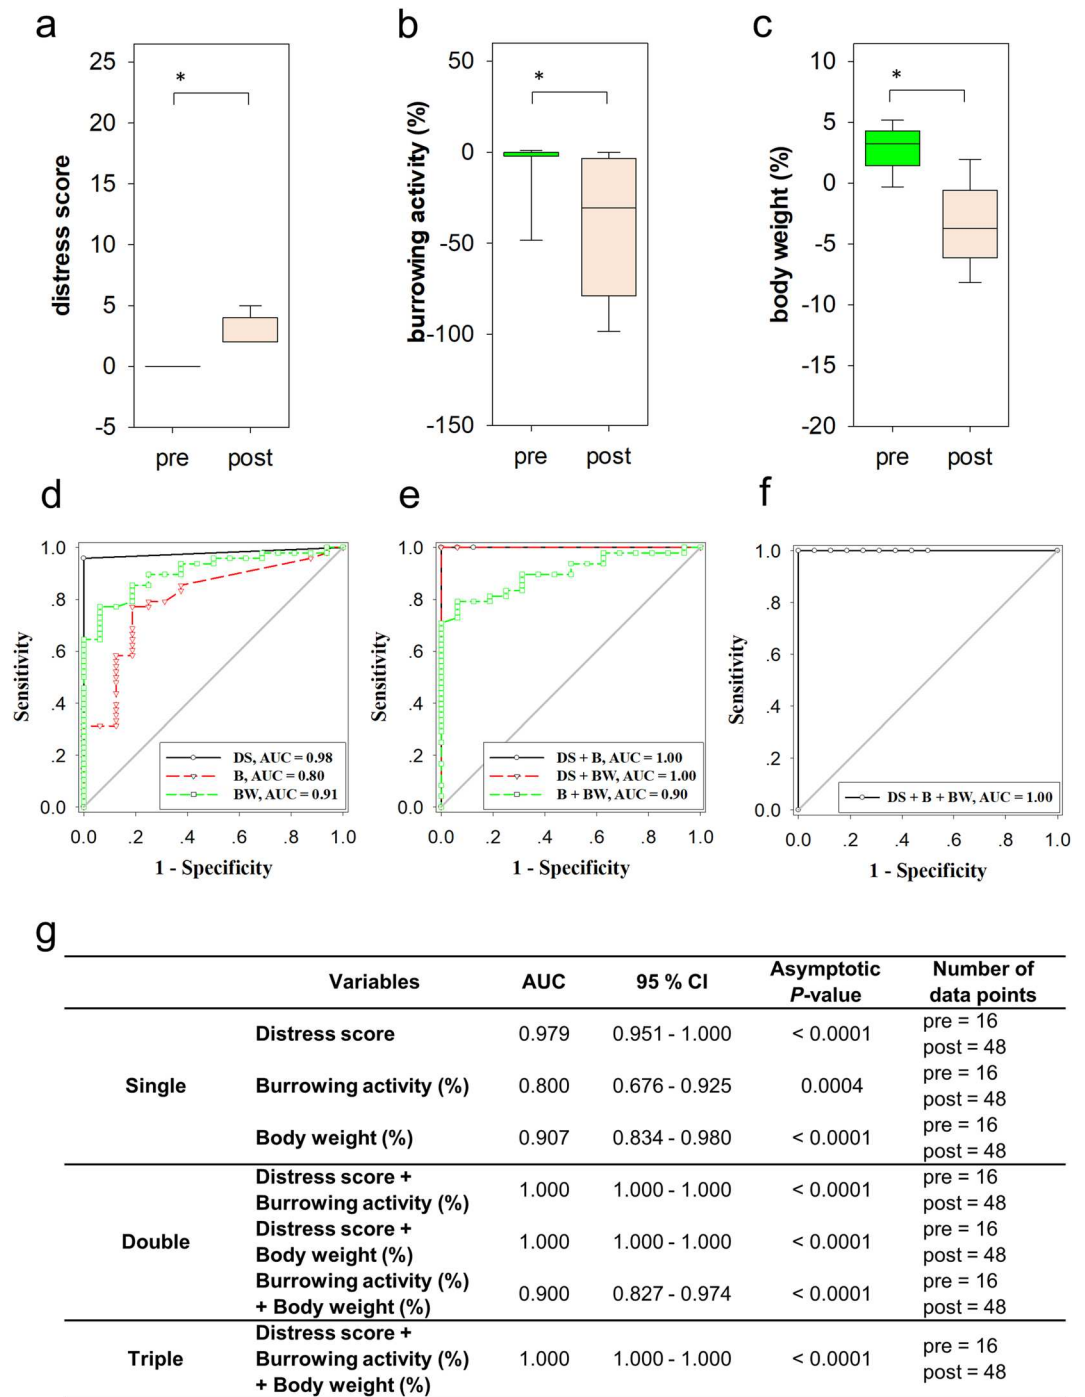 a
b
c
25
20
15
10
5
0
-5
distress score
*
pre
post
50
0
-50
-100
-150
burrowing activity (%)
*
pre
post
10
5
0
-5
-10
-15
-20
body weight (%)
*
pre
post
d
e
f
1.0
.8
.6
.4
.2
0.0
Sensitivity
DS, AUC = 0.98
B, AUC = 0.80
BW, AUC = 0.91
0.0 .2 .4 .6 .8 1.0
1 - Specificity
1.0
.8
.6
.4
.2
0.0
Sensitivity
DS + B, AUC = 1.00
DS + BW, AUC = 1.00
B + BW, AUC = 0.90
0.0 .2 .4 .6 .8 1.0
1 - Specificity
1.0
.8
.6
.4
.2
0.0
Sensitivity
DS + B + BW, AUC = 1.00
0.0 .2 .4 .6 .8 1.0
1 - Specificity
g
Variables AUC 95 % CI Asymptotic P-value Number of data points
Single
Distress score 0.979 0.951 - 1.000 < 0.0001 pre = 16
post = 48
Burrowing activity (%) 0.800 0.676 - 0.925 0.0004 pre = 16
post = 48
Body weight (%) 0.907 0.834 - 0.980 < 0.0001 pre = 16
post = 48
Double
Distress score +
Burrowing activity (%) 1.000 1.000 - 1.000 < 0.0001 pre = 16
post = 48
Distress score +
Body weight (%) 1.000 1.000 - 1.000 < 0.0001 pre = 16
post = 48
Burrowing activity (%)
+ Body weight (%) 0.900 0.827 - 0.974 < 0.0001 pre = 16
post = 48
Triple
Distress score +
Burrowing activity (%)
+ Body weight (%) 1.000 1.000 - 1.000 < 0.0001 pre = 16
post = 48